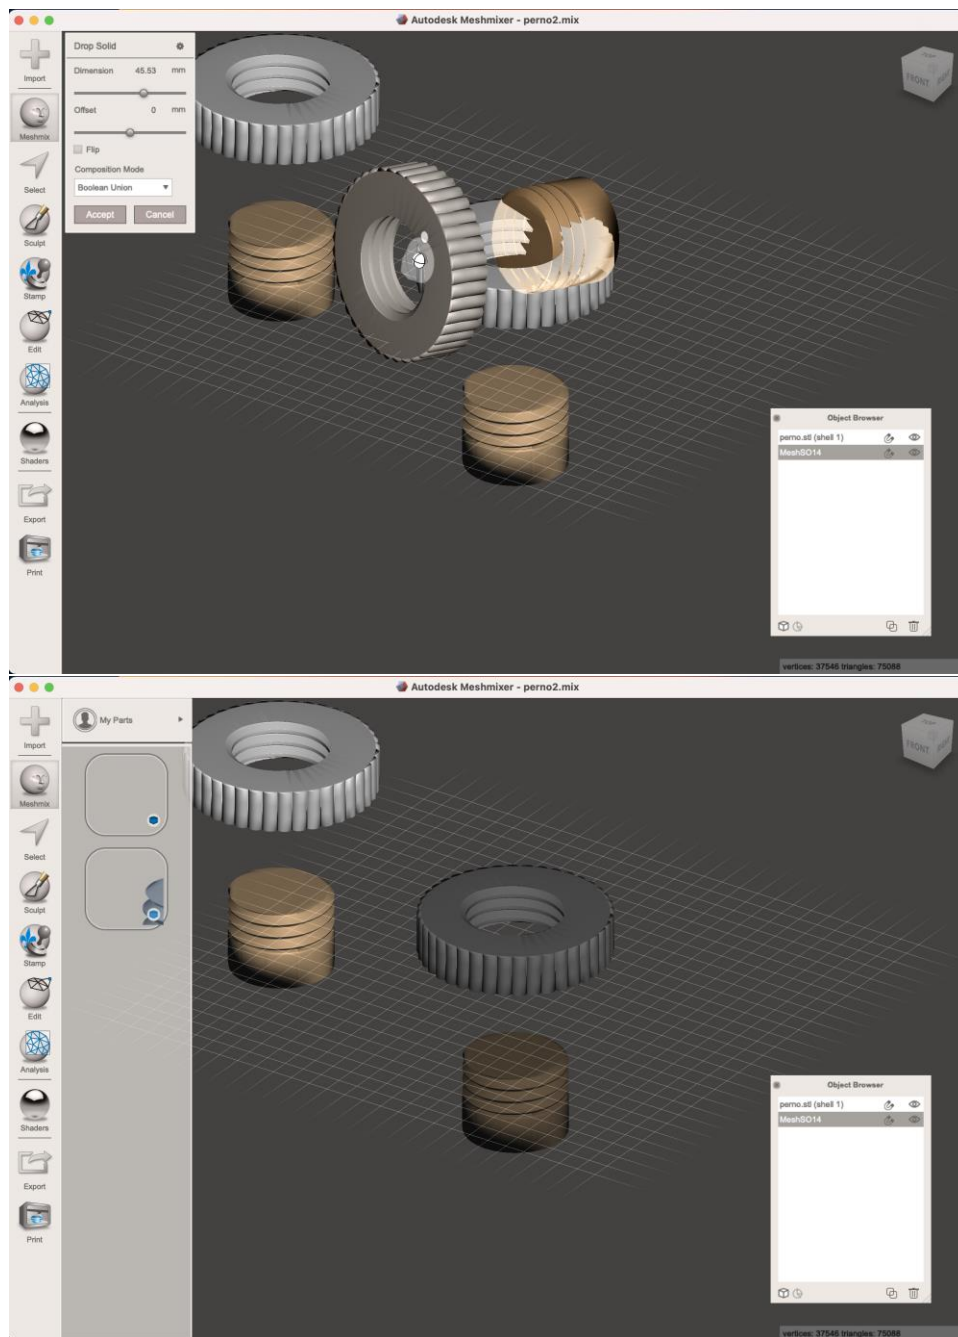 Autodesk Meshmixer - perno2.mix
Import
Meshmix
Select
Sculpt
Stamp
Edit
Analysis
Shaders
Export
Print
Drop Solid
Dimension 45.53 mm
Offset 0 mm
Flip
Composition Mode
Boolean Union
Accept Cancel
FRONT
Object Browser
perno.stl (shell 1)
MeshSO14
vertices: 37546 triangles: 75088
Autodesk Meshmixer - perno2.mix
Import
Meshmix
Select
Sculpt
Stamp
Edit
Analysis
Shaders
Export
Print
My Parts
TOP
FRONT
Object Browser
perno.stl (shell 1)
MeshSO14
vertices: 37546 triangles: 75088